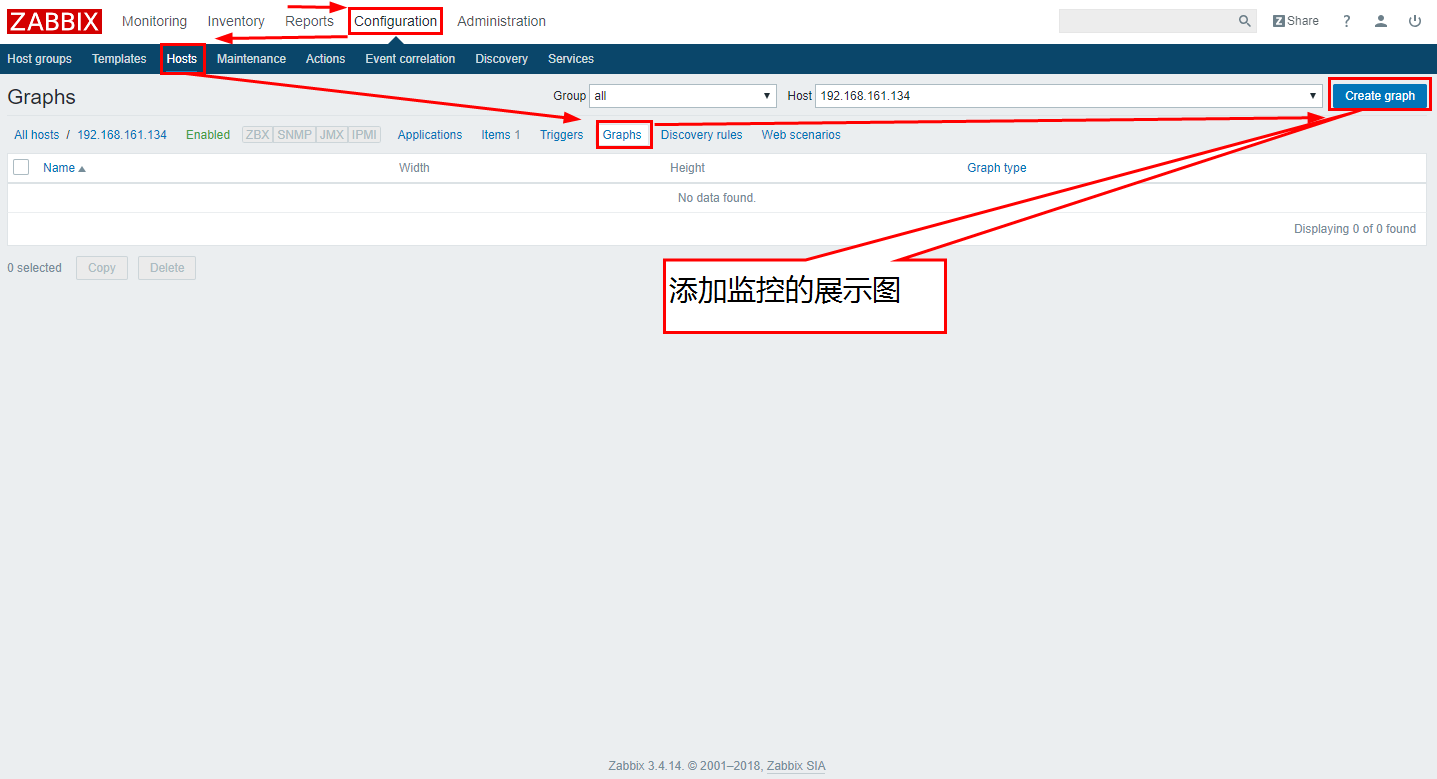 ZABBIX Monitoring Inventory Reports Configuration Administration Z Share ?
Host groups Templates Hosts Maintenance Actions Event correlation Discovery Services
Graphs Group all Host 192.168.161.134 Create graph
All hosts / 192.168.161.134 Enabled ZBX SNMP JMX IPMI Applications Items 1 Triggers Graphs Discovery rules Web scenarios
Name Width Height Graph type
No data found.
Displaying 0 of 0 found
0 selected Copy Delete
添加监控的展示图
Zabbix 3.4.14. © 2001–2018, Zabbix SIA